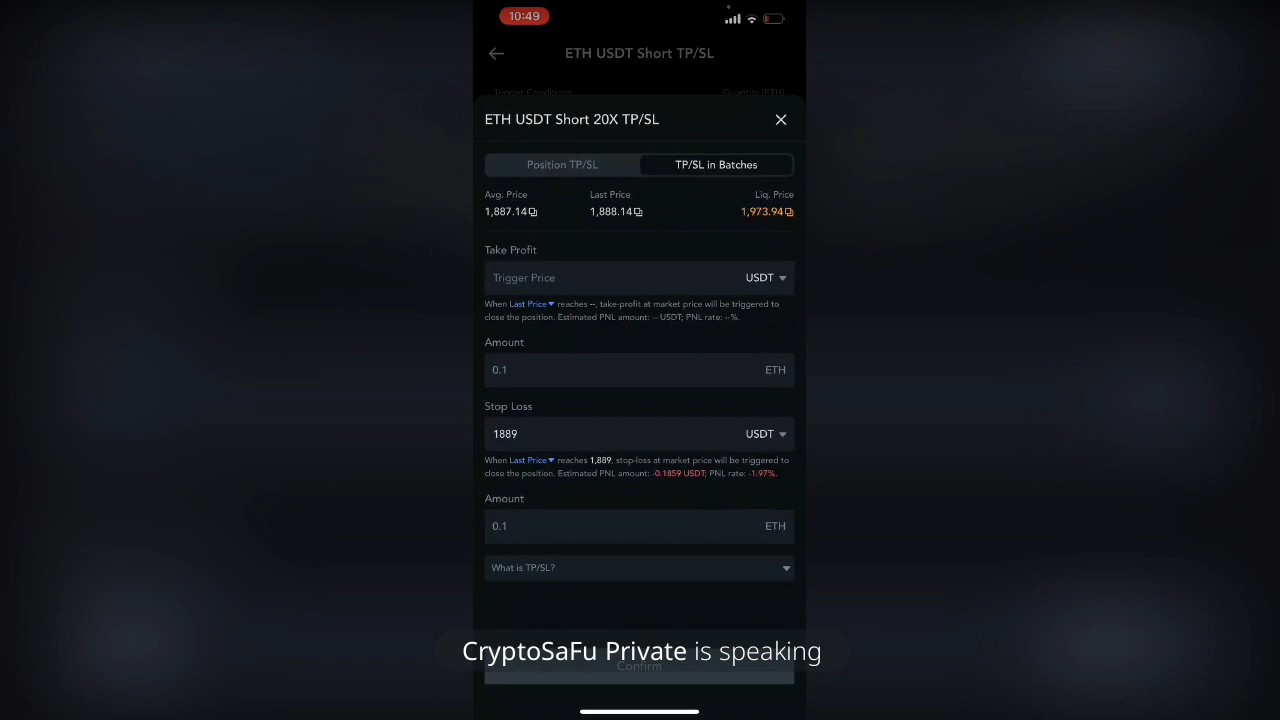 10:49
ETH USDT Short TP/SL
Trigger Conditions Quantity (ETH)
ETH USDT Short 20X TP/SL
Position TP/SL TP/SL in Batches
Avg. Price Last Price Liq. Price
1,887.14 1,888.14 1,973.94
Take Profit
Trigger Price USDT
When Last Price reaches --, take-profit at market price will be triggered to
close the position. Estimated PNL amount: -- USDT; PNL rate: --%.
Amount
0.1 ETH
Stop Loss
1889 USDT
When Last Price reaches 1,889, stop-loss at market price will be triggered to
close the position. Estimated PNL amount: -0.1859 USDT; PNL rate: -1.97%.
Amount
0.1 ETH
What is TP/SL?
CryptoSaFu Private is speaking
Confirm